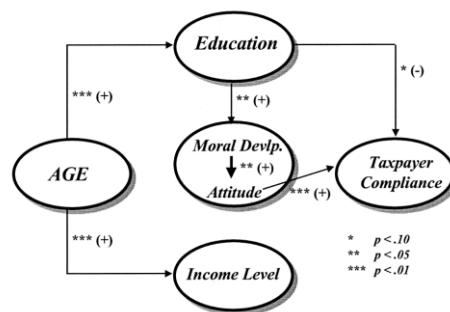 Education
* (-)
*** (+)
** (+)
Moral Devlp.
** (+)
Attitude
*** (+)
AGE
Taxpayer
Compliance
*** (+)
Income Level
* p < .10
** p < .05
*** p < .01